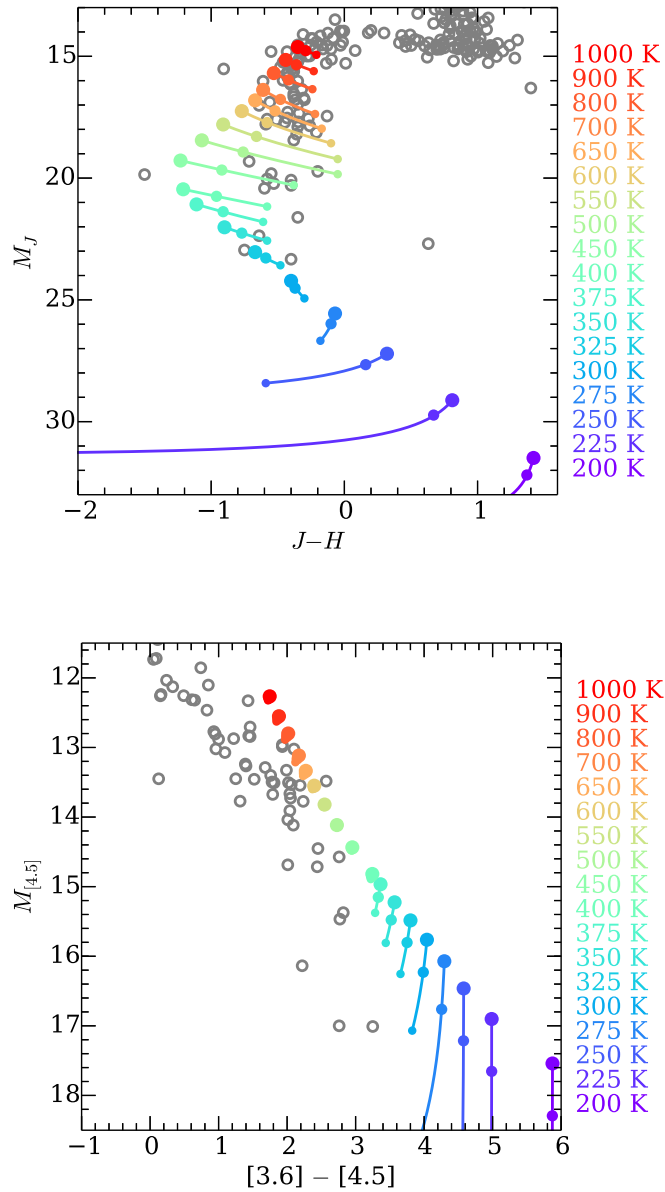 15
20
25
30
M_J
−2 −1 0 1
J−H
1000 K
900 K
800 K
700 K
650 K
600 K
550 K
500 K
450 K
400 K
375 K
350 K
325 K
300 K
275 K
250 K
225 K
200 K
12
13
14
15
16
17
18
M_[4.5]
−1 0 1 2 3 4 5 6
[3.6] − [4.5]
1000 K
900 K
800 K
700 K
650 K
600 K
550 K
500 K
450 K
400 K
375 K
350 K
325 K
300 K
275 K
250 K
225 K
200 K